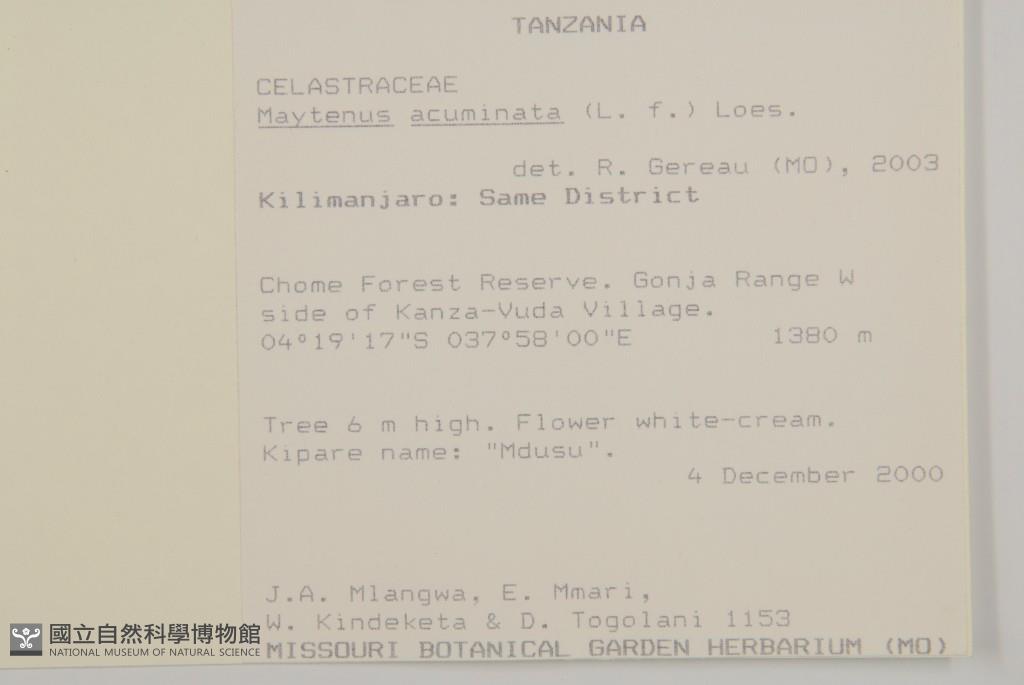 TANZANIA
CELASTRACEAE
Maytenus acuminata (L. f.) Loes.
det. R. Gereau (MO), 2003
Kilimanjaro: Same District
Chome Forest Reserve. Gonja Range W
side of Kanza-Vuda Village.
04°19'17"S 037°58'00"E 1380 m
Tree 6 m high. Flower white-cream.
Kipare name: "Mdusu".
4 December 2000
J.A. Mlangwa, E. Mmari,
W. Kindeketa & D. Togolani 1153
MISSOURI BOTANICAL GARDEN HERBARIUM (MO)
國立自然科學博物館
NATIONAL MUSEUM OF NATURAL SCIENCE